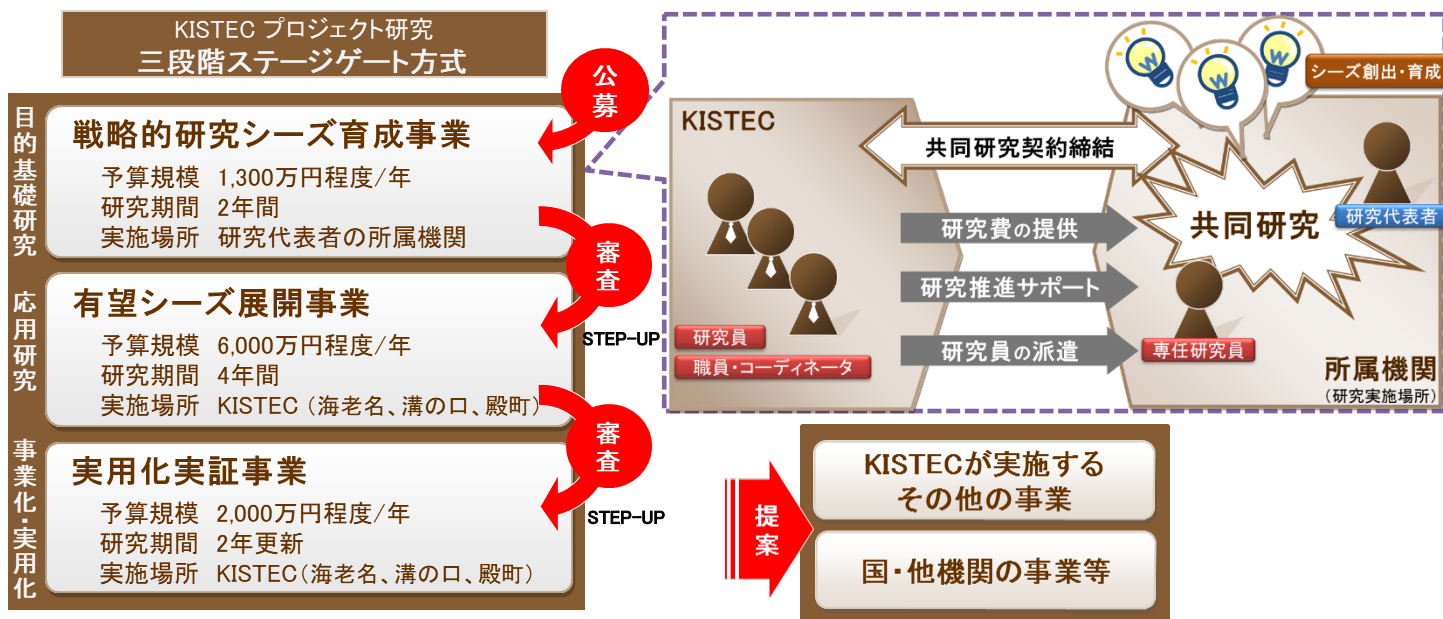 KISTEC プロジェクト研究
三段階ステージゲート方式
公募
目的基礎研究
戦略的研究シーズ育成事業
予算規模 1,300万円程度/年
研究期間 2年間
実施場所 研究代表者の所属機関
審査
STEP-UP
応用研究
有望シーズ展開事業
予算規模 6,000万円程度/年
研究期間 4年間
実施場所 KISTEC(海老名、溝の口、殿町)
審査
STEP-UP
事業化・実用化
実用化実証事業
予算規模 2,000万円程度/年
研究期間 2年更新
実施場所 KISTEC(海老名、溝の口、殿町)
KISTEC
研究員
職員・コーディネータ
共同研究契約締結
研究費の提供
研究推進サポート
研究員の派遣
シーズ創出・育成
共同研究
研究代表者
専任研究員
所属機関
(研究実施場所)
提案
KISTECが実施する
その他の事業
国・他機関の事業等